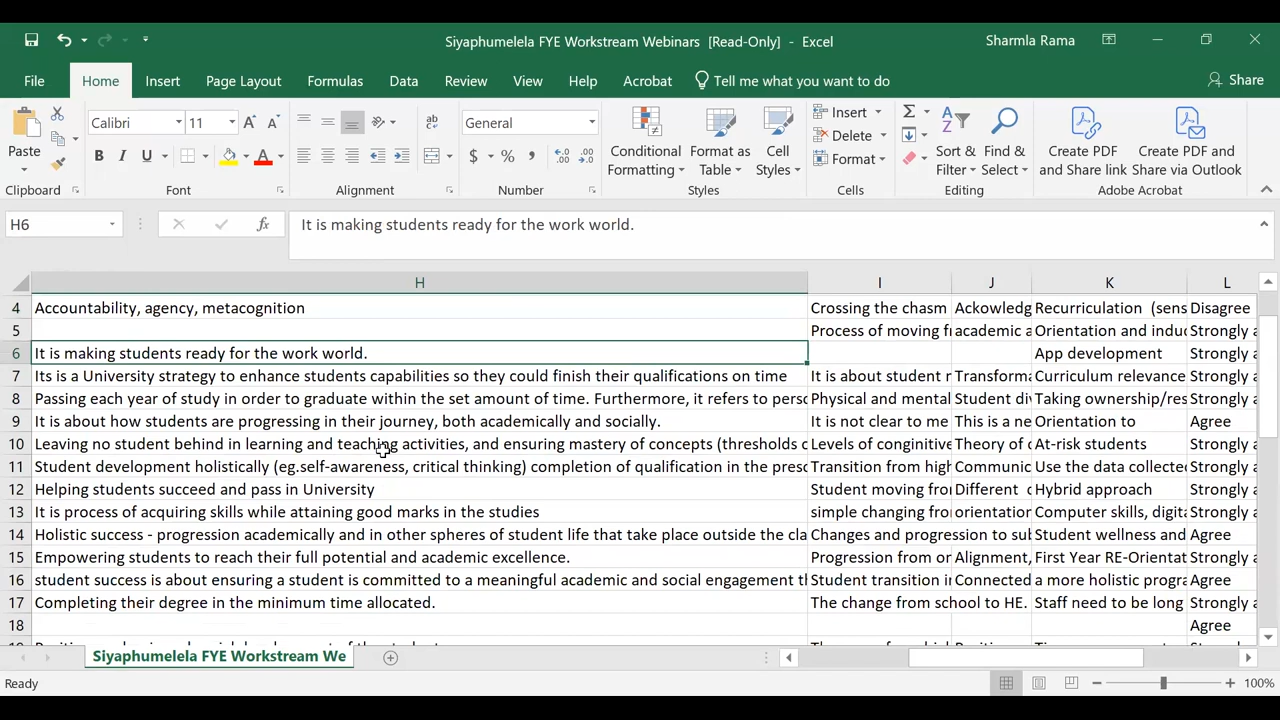 Siyaphumelela FYE Workstream Webinars [Read-Only] - Excel
Sharmla Rama
File Home Insert Page Layout Formulas Data Review View Help Acrobat Tell me what you want to do Share
Paste
Clipboard
Calibri 11
B I U A
Font
ab
Alignment
General
$ % ,
Number
Conditional Formatting
Format as Table
Cell Styles
Styles
Insert
Delete
Format
Cells
Sort & Filter
Find & Select
Editing
Create PDF and Share link
Create PDF and Share via Outlook
Adobe Acrobat
H6 fx It is making students ready for the work world.
H I J K L
4 Accountability, agency, metacognition Crossing the chasm Ackowledg Recurriculation (sens Disagree
5 Process of moving fr academic a Orientation and induc Strongly a
6 It is making students ready for the work world. App development Strongly a
7 Its is a University strategy to enhance students capabilities so they could finish their qualifications on time It is about student r Transforma Curriculum relevance Strongly a
8 Passing each year of study in order to graduate within the set amount of time. Furthermore, it refers to perso Physical and mental Student div Taking ownership/res Strongly a
9 It is about how students are progressing in their journey, both academically and socially. It is not clear to me This is a ne Orientation to Agree
10 Leaving no student behind in learning and teaching activities, and ensuring mastery of concepts (thresholds c Levels of conginitive Theory of c At-risk students Strongly a
11 Student development holistically (eg.self-awareness, critical thinking) completion of qualification in the presc Transition from high Communic Use the data collected Strongly a
12 Helping students succeed and pass in University Student moving from Different c Hybrid approach Strongly a
13 It is process of acquiring skills while attaining good marks in the studies simple changing fro orientation Computer skills, digita Strongly a
14 Holistic success - progression academically and in other spheres of student life that take place outside the cla Changes and progression to sub Student wellness and Agree
15 Empowering students to reach their full potential and academic excellence. Progression from or Alignment, First Year RE-Orientat Strongly a
16 student success is about ensuring a student is committed to a meaningful academic and social engagement th Student transition in Connected a more holistic progra Agree
17 Completing their degree in the minimum time allocated. The change from school to HE. Staff need to be long Strongly a
18 Agree
Siyaphumelela FYE Workstream We
Ready 100%